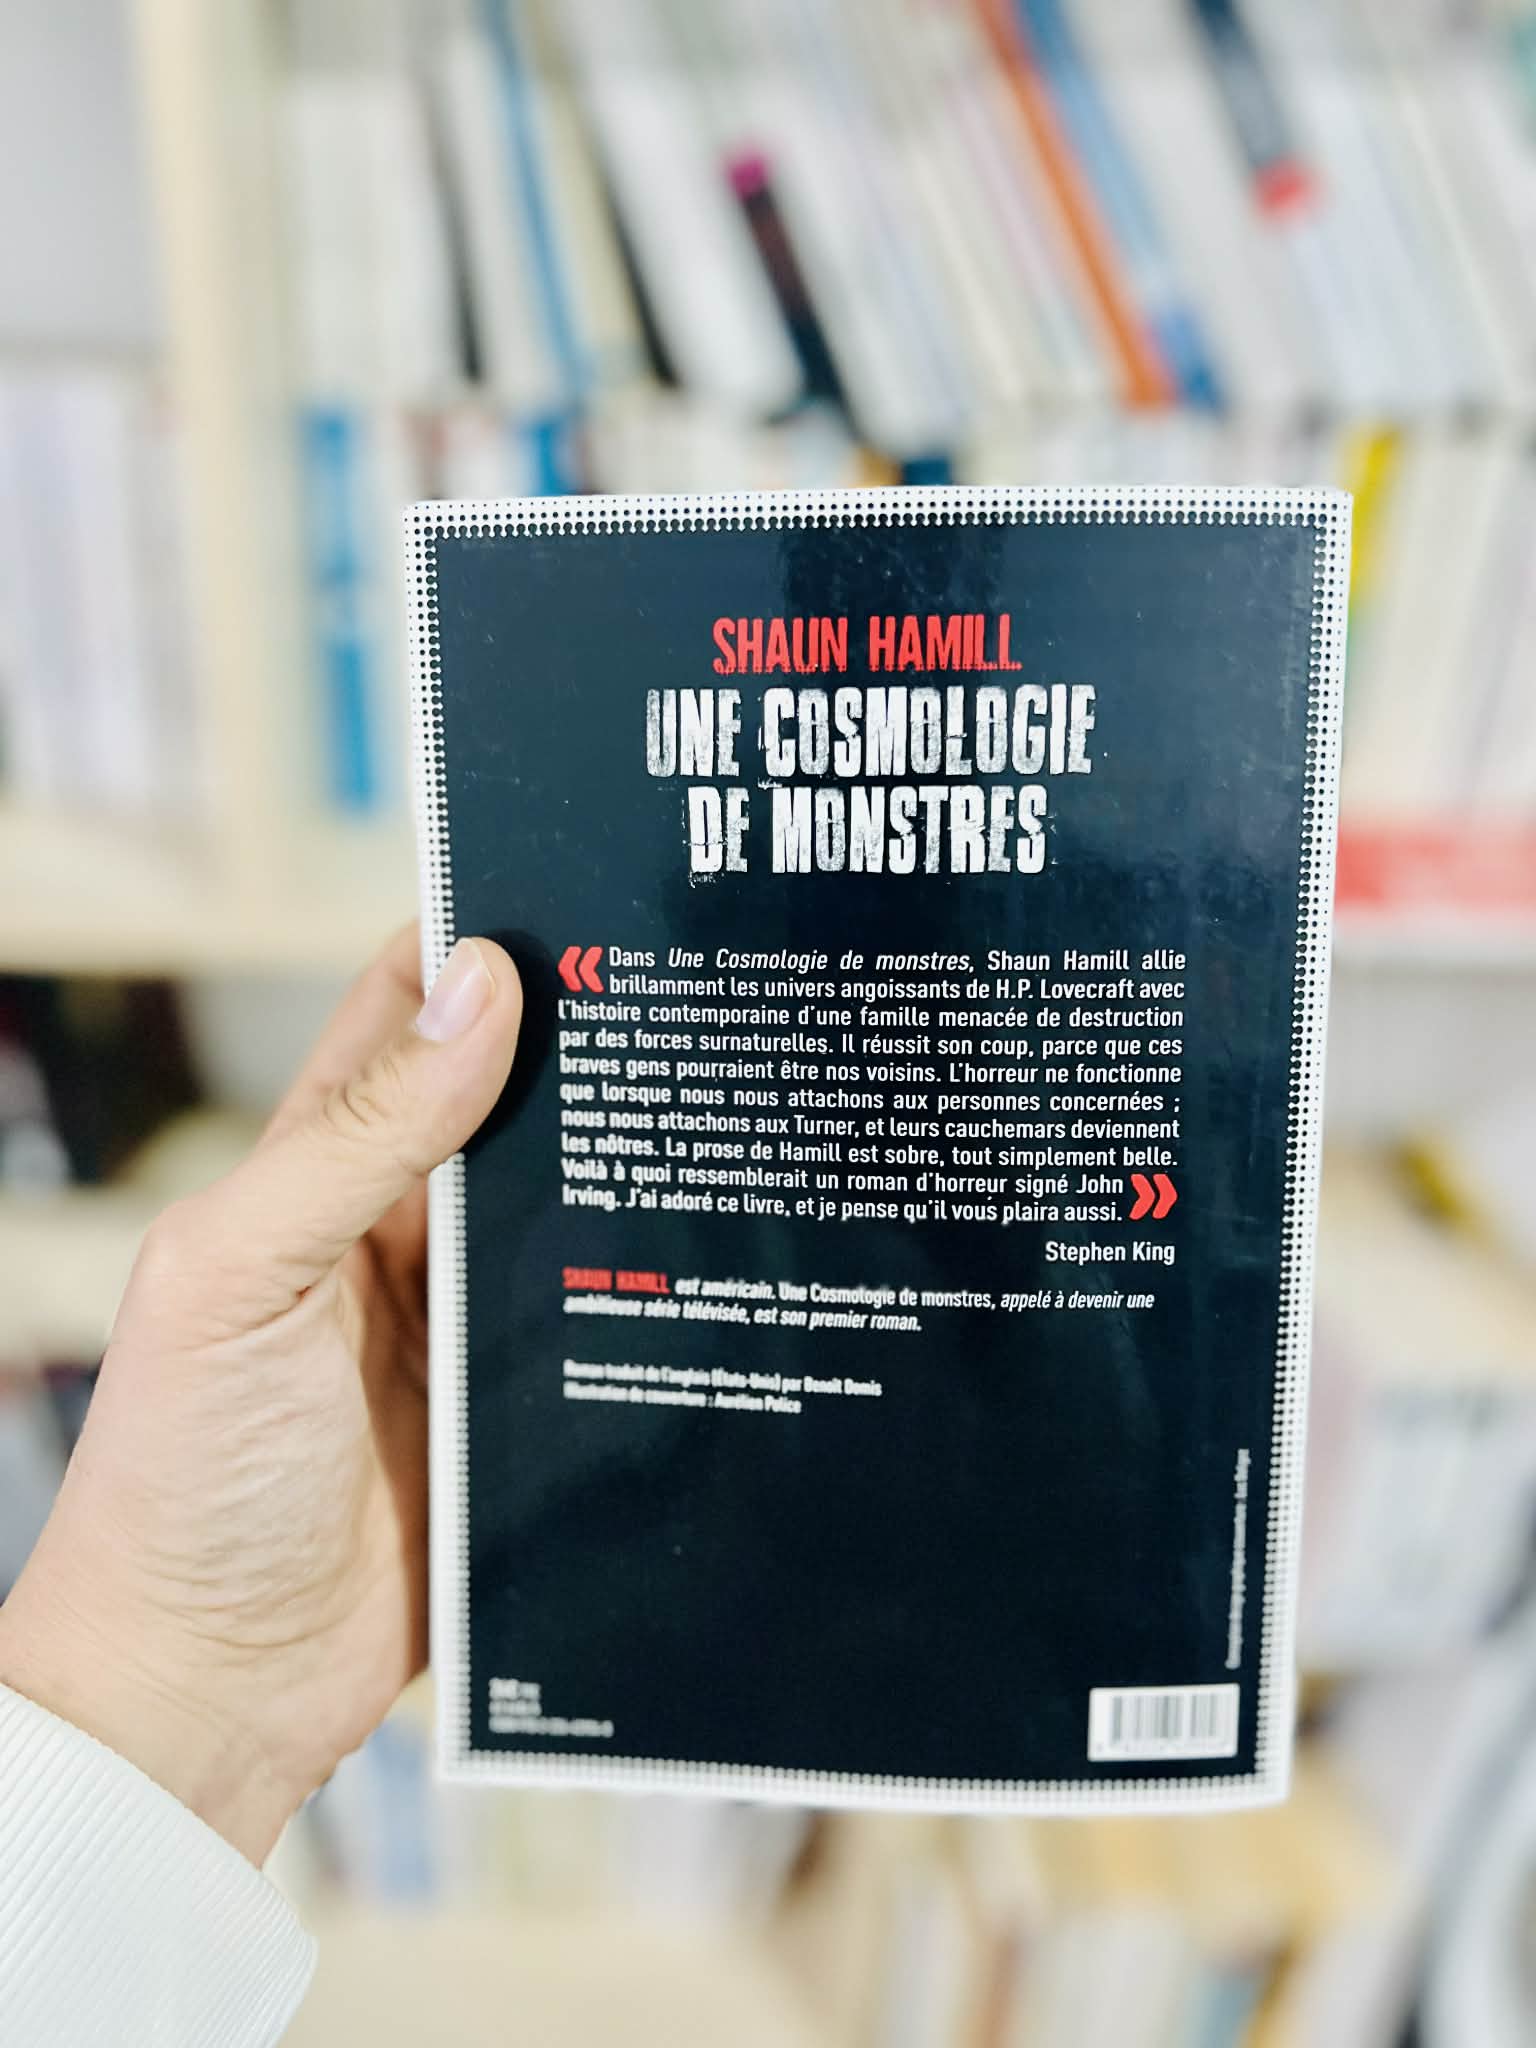 SHAUN HAMILL
UNE COSMOLOGIE
DE MONSTRES
« Dans Une Cosmologie de monstres, Shaun Hamill allie
brillamment les univers angoissants de H.P. Lovecraft avec
l'histoire contemporaine d'une famille menacée de destruction
par des forces surnaturelles. Il réussit son coup, parce que ces
braves gens pourraient être nos voisins. L'horreur ne fonctionne
que lorsque nous nous attachons aux personnes concernées ;
nous nous attachons aux Turner, et leurs cauchemars deviennent
les nôtres. La prose de Hamill est sobre, tout simplement belle.
Voilà à quoi ressemblerait un roman d'horreur signé John
Irving. J'ai adoré ce livre, et je pense qu'il vous plaira aussi. »
Stephen King
SHAUN HAMILL est américain. Une Cosmologie de monstres, appelé à devenir une
ambitieuse série télévisée, est son premier roman.
Roman traduit de l'anglais (États-Unis) par Benoît Domis
Illustration de couverture : Aurélien Police